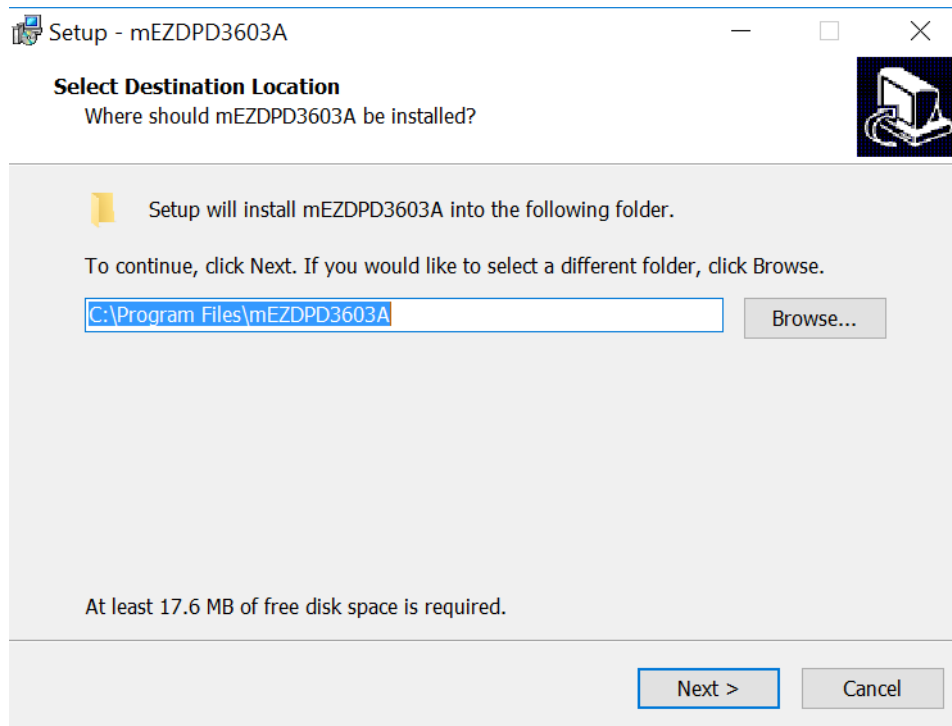 Setup - mEZDPD3603A
Select Destination Location
Where should mEZDPD3603A be installed?
Setup will install mEZDPD3603A into the following folder.
To continue, click Next. If you would like to select a different folder, click Browse.
C:\Program Files\mEZDPD3603A
Browse...
At least 17.6 MB of free disk space is required.
Next >
Cancel